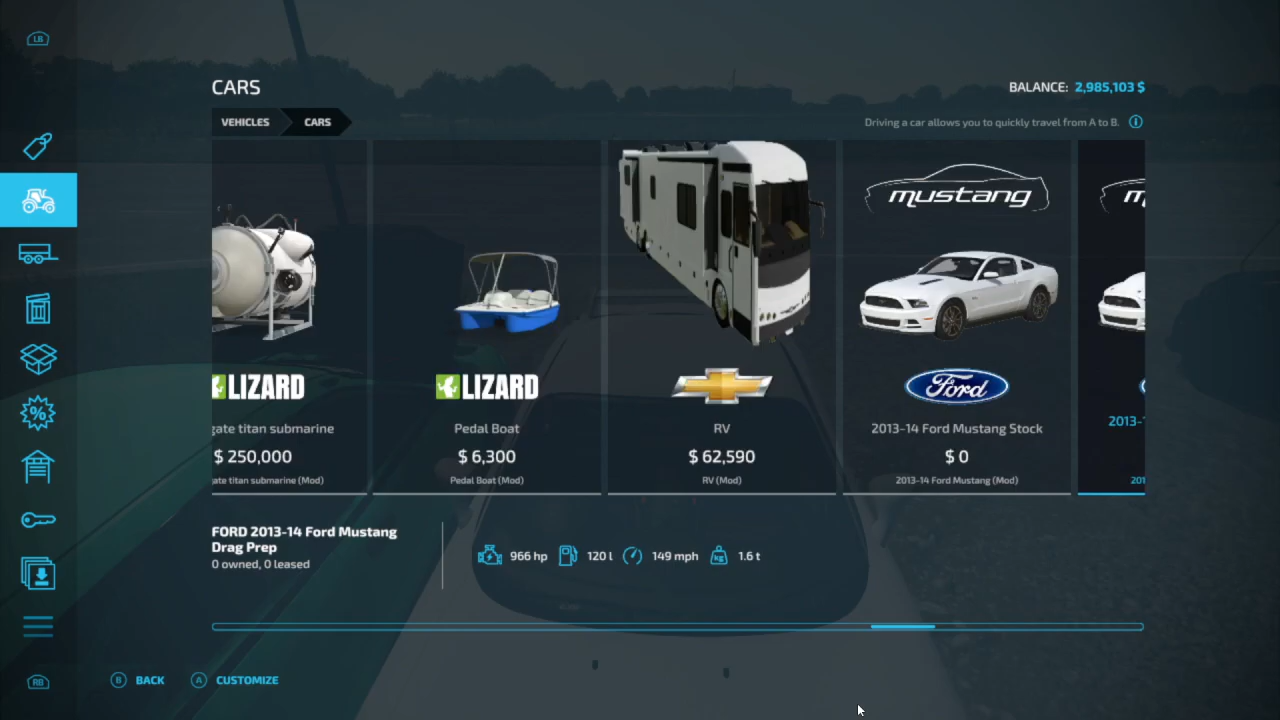 LB
CARS
BALANCE: 2,985,103 $
VEHICLES
CARS
Driving a car allows you to quickly travel from A to B.
LIZARD
gate titan submarine
$ 250,000
gate titan submarine (Mod)
LIZARD
Pedal Boat
$ 6,300
Pedal Boat (Mod)
RV
$ 62,590
RV (Mod)
mustang
Ford
2013-14 Ford Mustang Stock
$ 0
2013-14 Ford Mustang (Mod)
m
2013-
201
FORD 2013-14 Ford Mustang
Drag Prep
0 owned, 0 leased
966 hp
120 l
149 mph
kg
1.6 t
%
B BACK
A CUSTOMIZE
RB